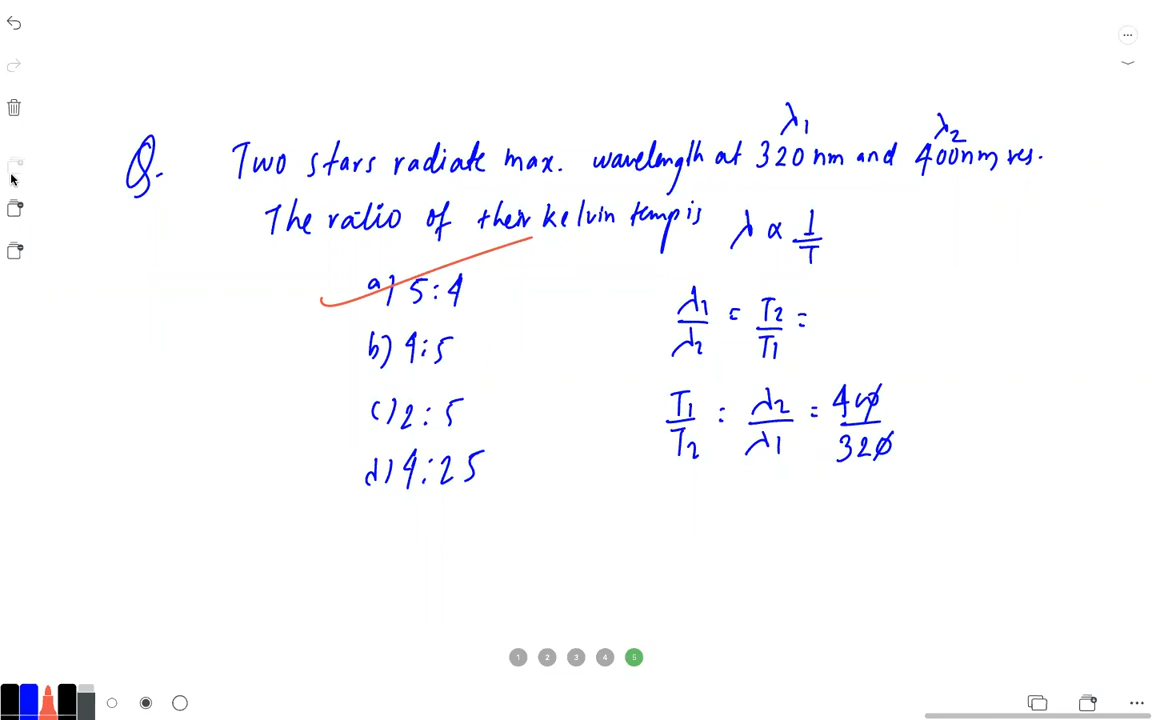 λ1 λ2
Q. Two stars radiate max. wavelength at 320 nm and 400nm res.
The ratio of their kelvin temp is λ ∝ 1/T
a) 5:4
λ1/λ2 = T2/T1 =
b) 4:5
c) 2:5
T1/T2 = λ2/λ1 = 400/320
d) 4:25
1 2 3 4 5